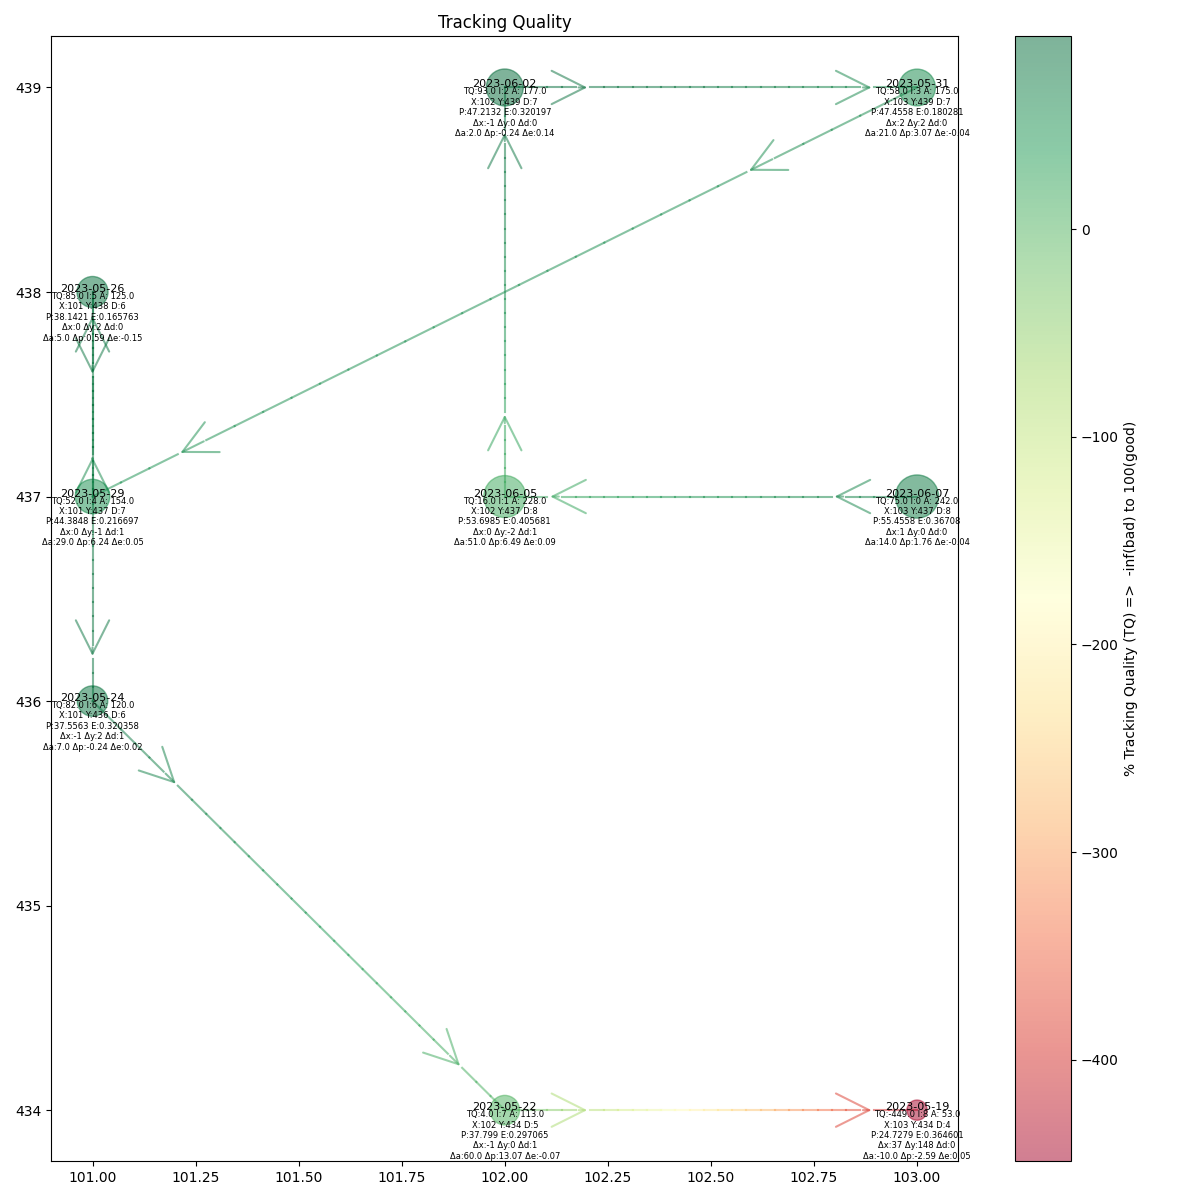 Tracking Quality
439
438
437
436
435
434
2023-06-02
TQ:93.0 I:2 A: 177.0
X:102 Y:439 D:7
P:47.2132 E:0.320197
Δx:-1 Δy:0 Δd:0
Δa:2.0 Δp:-0.24 Δe:0.14
2023-05-31
TQ:58.0 I:3 A: 175.0
X:103 Y:439 D:7
P:47.4558 E:0.180281
Δx:2 Δy:2 Δd:0
Δa:21.0 Δp:3.07 Δe:-0.04
2023-05-26
TQ:85.0 I:5 A: 125.0
X:101 Y:438 D:6
P:38.1421 E:0.165763
Δx:0 Δy:2 Δd:0
Δa:5.0 Δp:0.59 Δe:-0.15
2023-05-29
TQ:52.0 I:4 A: 154.0
X:101 Y:437 D:7
P:44.3848 E:0.216697
Δx:0 Δy:-1 Δd:1
Δa:29.0 Δp:6.24 Δe:0.05
2023-06-05
TQ:16.0 I:1 A: 228.0
X:102 Y:437 D:8
P:53.6985 E:0.405681
Δx:0 Δy:-2 Δd:1
Δa:51.0 Δp:6.49 Δe:0.09
2023-06-07
TQ:75.0 I:0 A: 242.0
X:103 Y:437 D:8
P:55.4558 E:0.36708
Δx:1 Δy:0 Δd:0
Δa:14.0 Δp:1.76 Δe:-0.04
2023-05-24
TQ:82.0 I:6 A: 120.0
X:101 Y:436 D:6
P:37.5563 E:0.320358
Δx:-1 Δy:2 Δd:1
Δa:7.0 Δp:-0.24 Δe:0.02
2023-05-22
TQ:4.0 I:7 A: 113.0
X:102 Y:434 D:5
P:37.799 E:0.297065
Δx:-1 Δy:0 Δd:1
Δa:60.0 Δp:13.07 Δe:-0.07
2023-05-19
TQ:-449.0 I:8 A: 53.0
X:103 Y:434 D:4
P:24.7279 E:0.364601
Δx:37 Δy:148 Δd:0
Δa:-10.0 Δp:-2.59 Δe:0.05
101.00 101.25 101.50 101.75 102.00 102.25 102.50 102.75 103.00
0
−100
−200
−300
−400
% Tracking Quality (TQ) => -inf(bad) to 100(good)